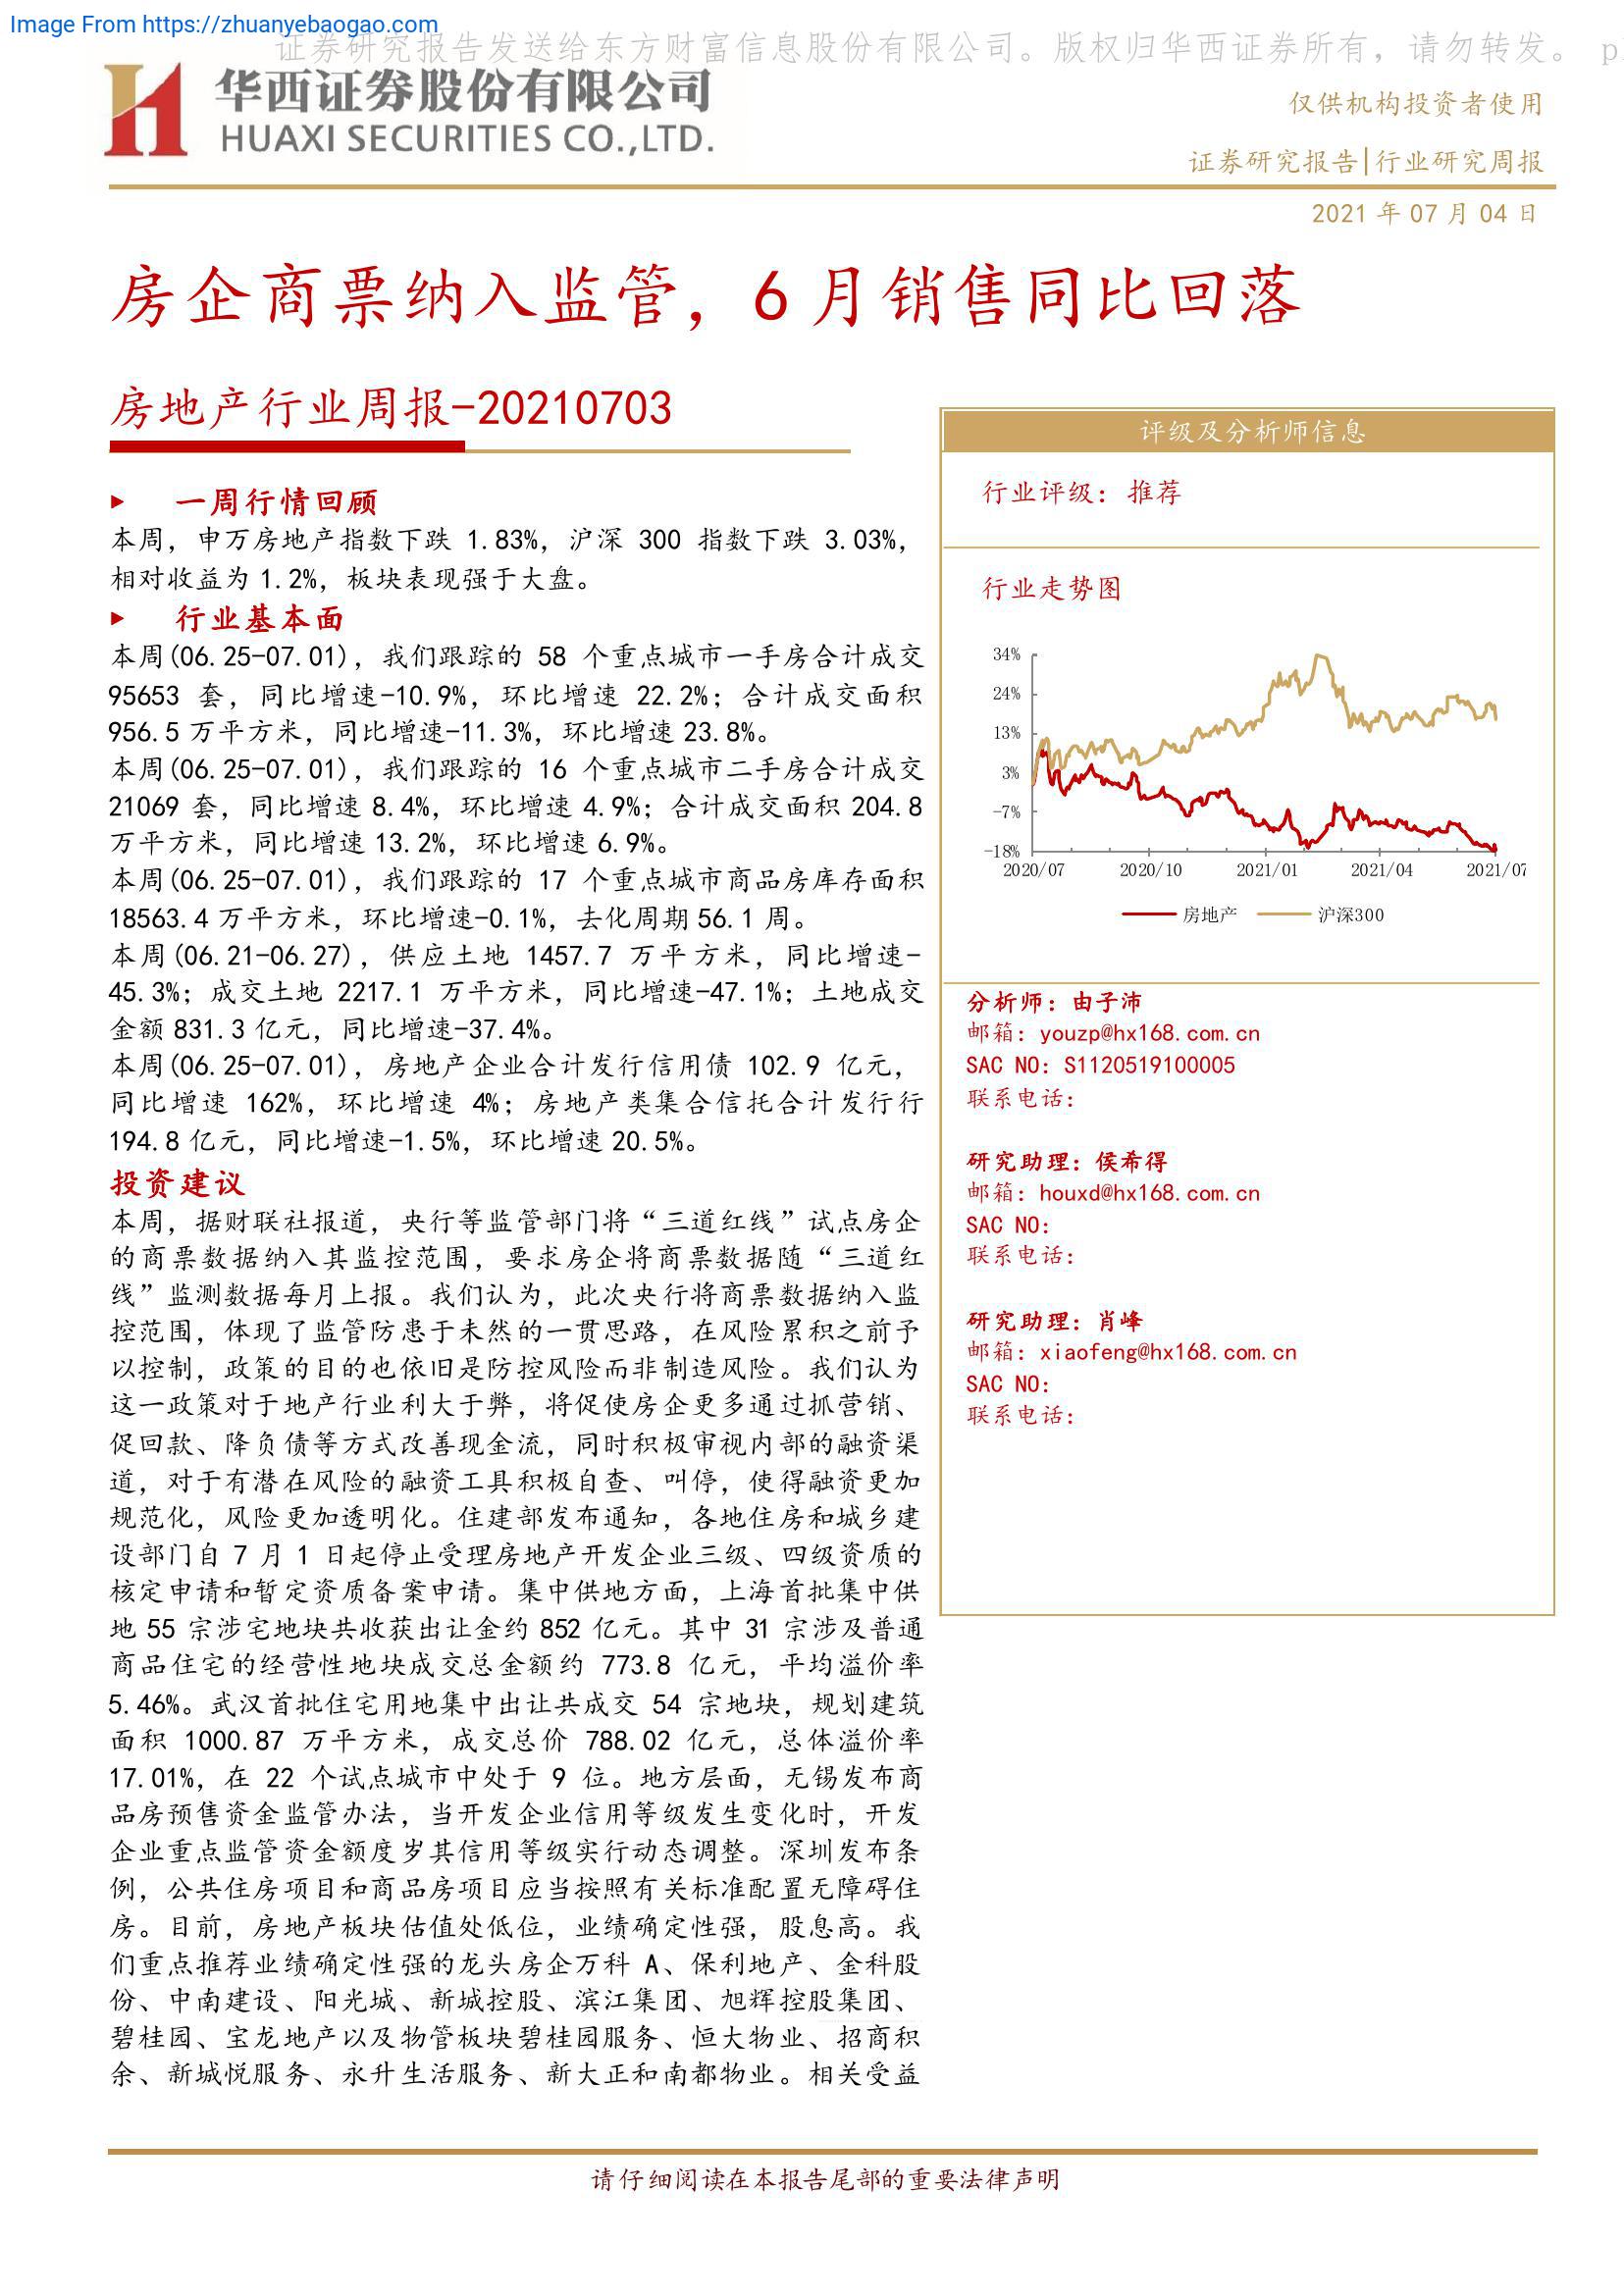 Image From https://zhuanyebaogao.com
证券研究报告发送给东方财富信息股份有限公司。版权归华西证券所有，请勿转发。 p
华西证券股份有限公司
HUAXI SECURITIES CO.,LTD.
仅供机构投资者使用
证券研究报告|行业研究周报
2021 年 07 月 04 日
房企商票纳入监管，6 月销售同比回落
房地产行业周报-20210703
一周行情回顾
本周，申万房地产指数下跌 1.83%，沪深 300 指数下跌 3.03%，
相对收益为 1.2%，板块表现强于大盘。
行业基本面
本周(06.25-07.01)，我们跟踪的 58 个重点城市一手房合计成交
95653 套，同比增速-10.9%，环比增速 22.2%；合计成交面积
956.5 万平方米，同比增速-11.3%，环比增速 23.8%。
本周(06.25-07.01)，我们跟踪的 16 个重点城市二手房合计成交
21069 套，同比增速 8.4%，环比增速 4.9%；合计成交面积 204.8
万平方米，同比增速 13.2%，环比增速 6.9%。
本周(06.25-07.01)，我们跟踪的 17 个重点城市商品房库存面积
18563.4 万平方米，环比增速-0.1%，去化周期 56.1 周。
本周(06.21-06.27)，供应土地 1457.7 万平方米，同比增速-
45.3%；成交土地 2217.1 万平方米，同比增速-47.1%；土地成交
金额 831.3 亿元，同比增速-37.4%。
本周(06.25-07.01)，房地产企业合计发行信用债 102.9 亿元，
同比增速 162%，环比增速 4%；房地产类集合信托合计发行行
194.8 亿元，同比增速-1.5%，环比增速 20.5%。
投资建议
本周，据财联社报道，央行等监管部门将“三道红线”试点房企
的商票数据纳入其监控范围，要求房企将商票数据随“三道红
线”监测数据每月上报。我们认为，此次央行将商票数据纳入监
控范围，体现了监管防患于未然的一贯思路，在风险累积之前予
以控制，政策的目的也依旧是防控风险而非制造风险。我们认为
这一政策对于地产行业利大于弊，将促使房企更多通过抓营销、
促回款、降负债等方式改善现金流，同时积极审视内部的融资渠
道，对于有潜在风险的融资工具积极自查、叫停，使得融资更加
规范化，风险更加透明化。住建部发布通知，各地住房和城乡建
设部门自 7 月 1 日起停止受理房地产开发企业三级、四级资质的
核定申请和暂定资质备案申请。集中供地方面，上海首批集中供
地 55 宗涉宅地块共收获出让金约 852 亿元。其中 31 宗涉及普通
商品住宅的经营性地块成交总金额约 773.8 亿元，平均溢价率
5.46%。武汉首批住宅用地集中出让共成交 54 宗地块，规划建筑
面积 1000.87 万平方米，成交总价 788.02 亿元，总体溢价率
17.01%，在 22 个试点城市中处于 9 位。地方层面，无锡发布商
品房预售资金监管办法，当开发企业信用等级发生变化时，开发
企业重点监管资金额度岁其信用等级实行动态调整。深圳发布条
例，公共住房项目和商品房项目应当按照有关标准配置无障碍住
房。目前，房地产板块估值处低位，业绩确定性强，股息高。我
们重点推荐业绩确定性强的龙头房企万科 A、保利地产、金科股
份、中南建设、阳光城、新城控股、滨江集团、旭辉控股集团、
碧桂园、宝龙地产以及物管板块碧桂园服务、恒大物业、招商积
余、新城悦服务、永升生活服务、新大正和南都物业。相关受益
评级及分析师信息
行业评级：推荐
行业走势图
34%
24%
13%
3%
-7%
-18%
2020/07 2020/10 2021/01 2021/04 2021/07
房地产 沪深300
分析师：由子沛
邮箱：youzp@hx168.com.cn
SAC NO：S1120519100005
联系电话：
研究助理：侯希得
邮箱：houxd@hx168.com.cn
SAC NO：
联系电话：
研究助理：肖峰
邮箱：xiaofeng@hx168.com.cn
SAC NO：
联系电话：
请仔细阅读在本报告尾部的重要法律声明